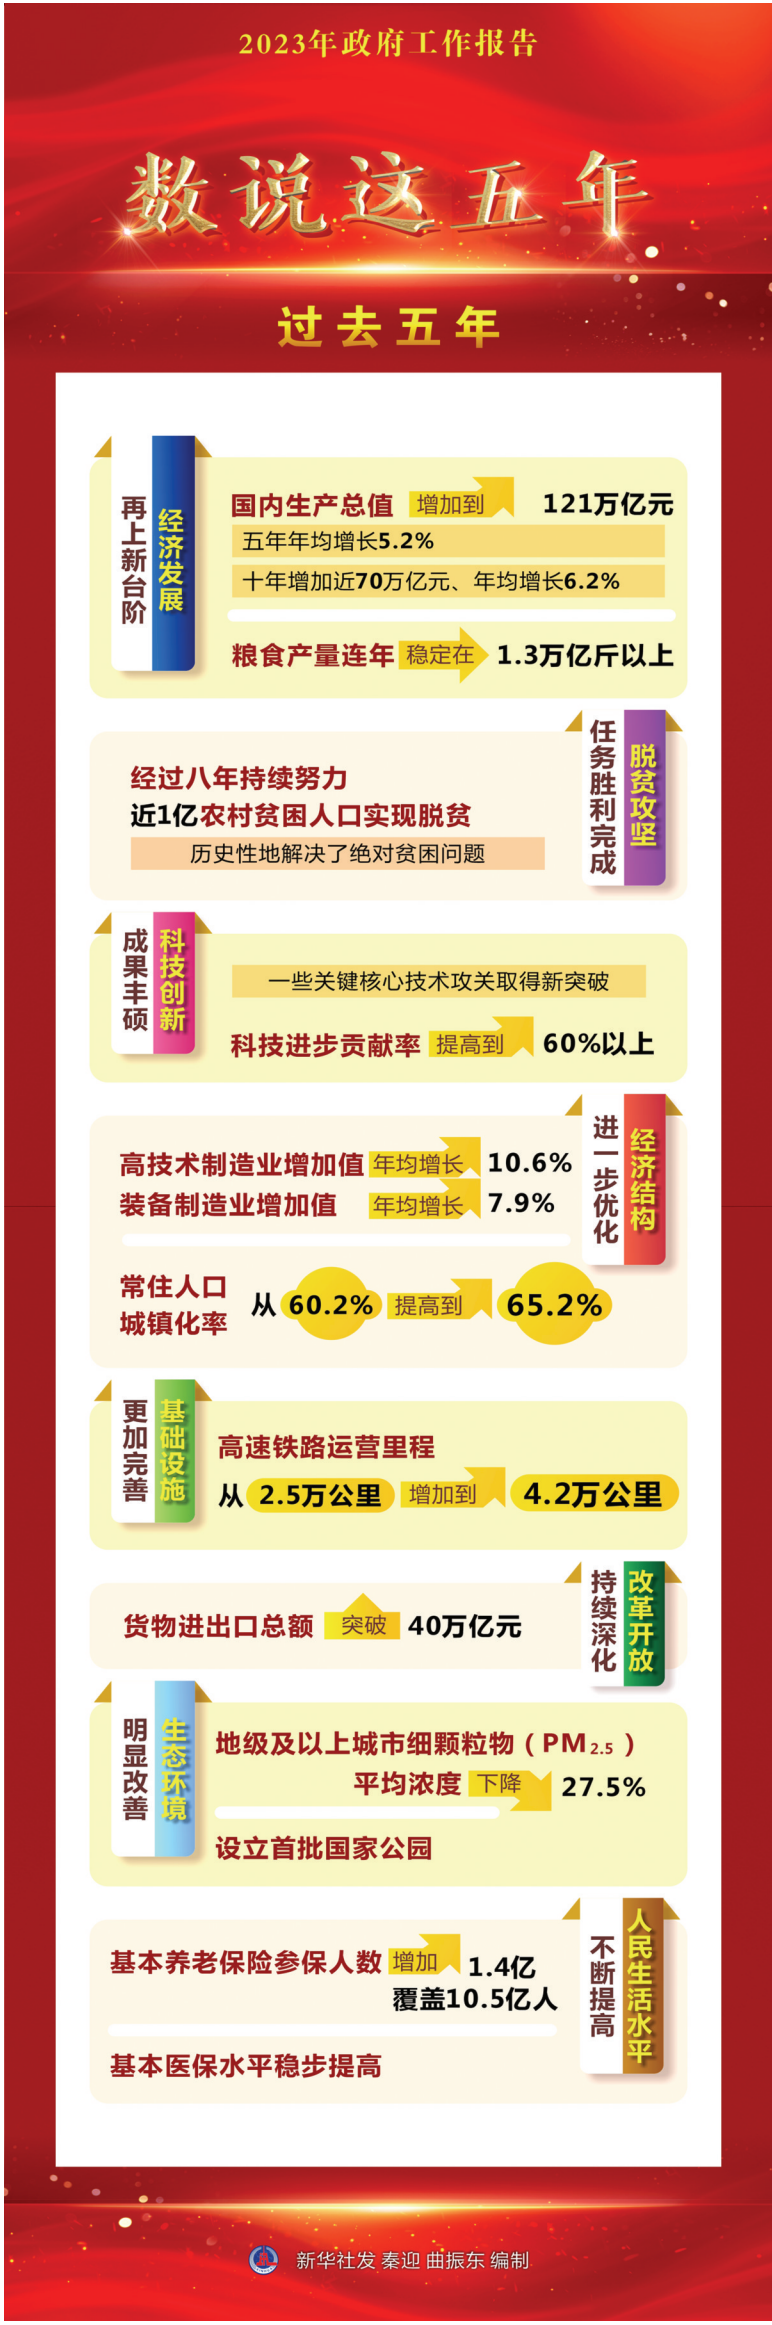 2023年政府工作报告
数说这五年
过去五年
经济发展
再上新台阶
国内生产总值 增加到 121万亿元
五年年均增长5.2%
十年增加近70万亿元、年均增长6.2%
粮食产量连年 稳定在 1.3万亿斤以上
脱贫攻坚
任务胜利完成
经过八年持续努力
近1亿农村贫困人口实现脱贫
历史性地解决了绝对贫困问题
科技创新
成果丰硕
一些关键核心技术攻关取得新突破
科技进步贡献率 提高到 60%以上
经济结构
进一步优化
高技术制造业增加值 年均增长 10.6%
装备制造业增加值 年均增长 7.9%
常住人口
城镇化率
从 60.2% 提高到 65.2%
基础设施
更加完善
高速铁路运营里程
从 2.5万公里 增加到 4.2万公里
改革开放
持续深化
货物进出口总额 突破 40万亿元
生态环境
明显改善
地级及以上城市细颗粒物（PM2.5）
平均浓度 下降 27.5%
设立首批国家公园
人民生活水平
不断提高
基本养老保险参保人数 增加 1.4亿
覆盖10.5亿人
基本医保水平稳步提高
新华社发 秦迎 曲振东 编制